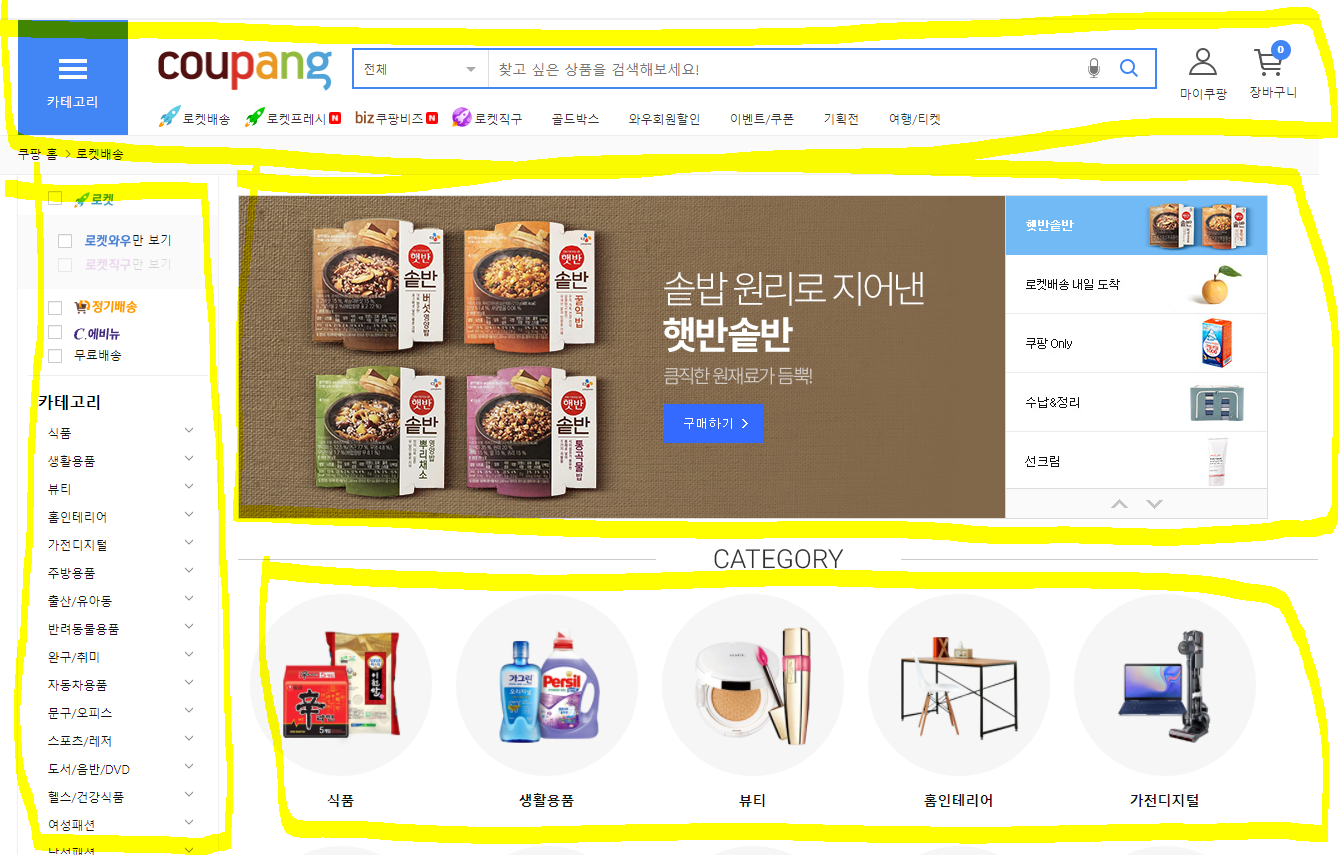 카테고리
coupang
전체
찾고 싶은 상품을 검색해보세요!
마이쿠팡
0
장바구니
로켓배송
로켓프레시 N
biz 쿠팡비즈 N
로켓직구
골드박스
와우회원할인
이벤트/쿠폰
기획전
여행/티켓
쿠팡 홈 > 로켓배송
로켓
로켓와우만 보기
로켓직구만 보기
정기배송
C.에비뉴
무료배송
카테고리
식품
생활용품
뷰티
홈인테리어
가전디지털
주방용품
출산/유아동
반려동물용품
완구/취미
자동차용품
문구/오피스
스포츠/레저
도서/음반/DVD
헬스/건강식품
여성패션
남성패션
햇반
솥반
버섯영양밥
햇반
솥반
꿀약밥
햇반
솥반
뿌리채소
영양밥
햇반
솥반
통곡물밥
솥밥 원리로 지어낸
햇반솥반
큼직한 원재료가 듬뿍!
구매하기 >
햇반솥반
로켓배송 내일 도착
쿠팡 Only
수납&정리
선크림
CATEGORY
辛
5개입
가그린
Persil
식품
생활용품
뷰티
홈인테리어
가전디지털